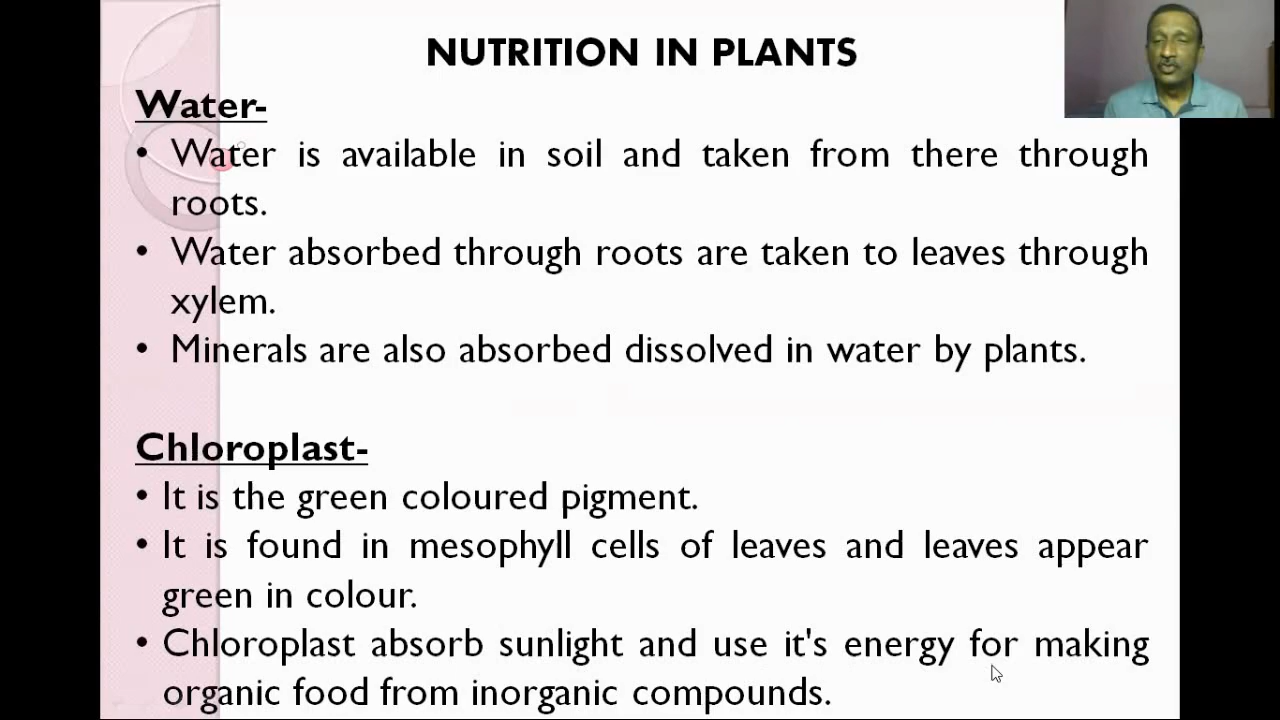 NUTRITION IN PLANTS
Water-
• Water is available in soil and taken from there through
roots.
• Water absorbed through roots are taken to leaves through
xylem.
• Minerals are also absorbed dissolved in water by plants.
Chloroplast-
• It is the green coloured pigment.
• It is found in mesophyll cells of leaves and leaves appear
green in colour.
• Chloroplast absorb sunlight and use it's energy for making
organic food from inorganic compounds.